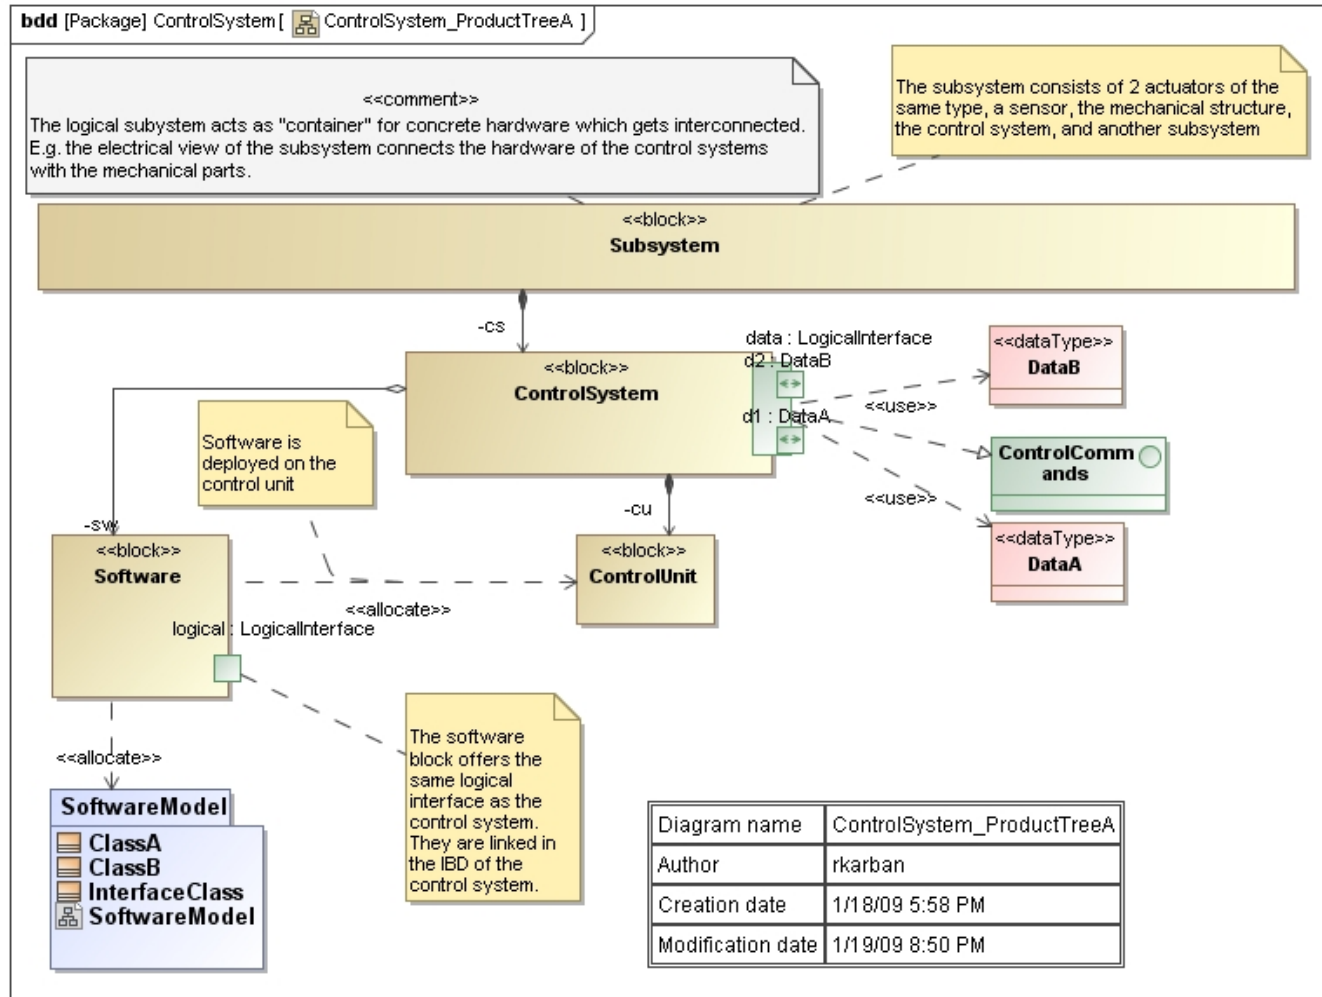 bdd [Package] ControlSystem [ ControlSystem_ProductTreeA ]
<<comment>>
The logical subystem acts as "container" for concrete hardware which gets interconnected.
E.g. the electrical view of the subsystem connects the hardware of the control systems
with the mechanical parts.
The subsystem consists of 2 actuators of the
same type, a sensor, the mechanical structure,
the control system, and another subsystem
<<block>>
Subsystem
-cs
<<block>>
ControlSystem
data : LogicalInterface
d2 : DataB
d1 : DataA
<<dataType>>
DataB
<<use>>
ControlComm
ands
<<use>>
<<dataType>>
DataA
Software is
deployed on the
control unit
-sw
-cu
<<block>>
Software
<<block>>
ControlUnit
<<allocate>>
logical : LogicalInterface
<<allocate>>
The software
block offers the
same logical
interface as the
control system.
They are linked in
the IBD of the
control system.
SoftwareModel
ClassA
ClassB
InterfaceClass
SoftwareModel
Diagram name ControlSystem_ProductTreeA
Author rkarban
Creation date 1/18/09 5:58 PM
Modification date 1/19/09 8:50 PM